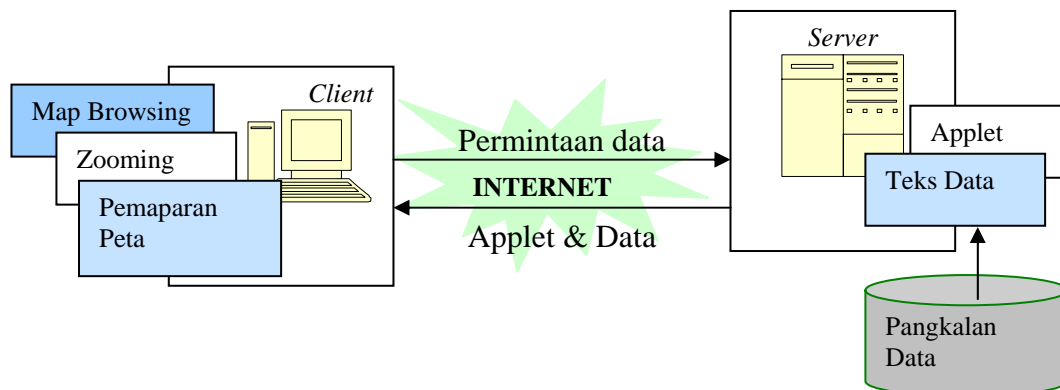 Client
Map Browsing
Zooming
Pemaparan
Peta
Permintaan data
INTERNET
Applet & Data
Server
Applet
Teks Data
Pangkalan
Data